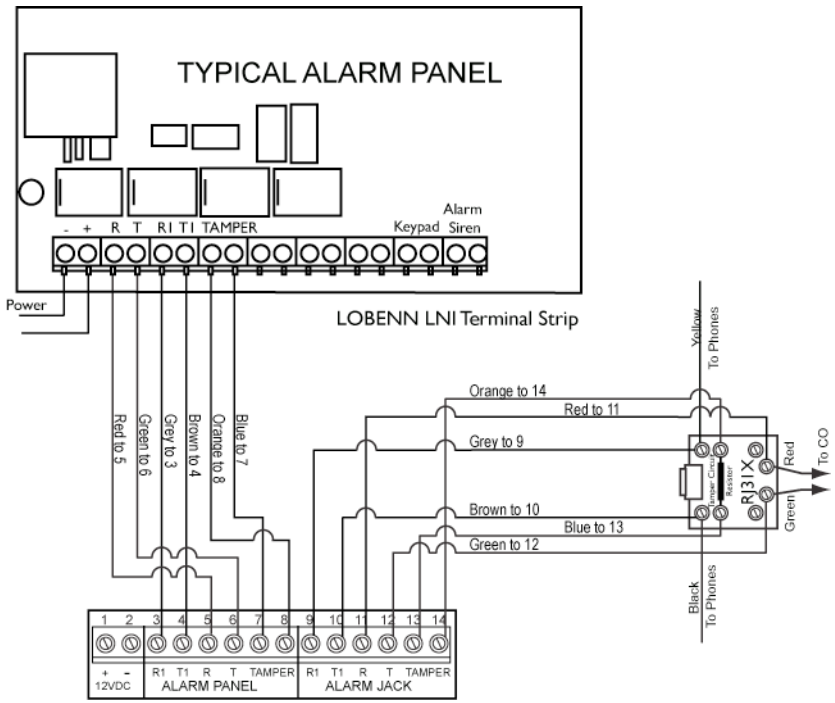 TYPICAL ALARM PANEL
Alarm
- + R T R1 T1 TAMPER Keypad Siren
Power
LOBENN LNI Terminal Strip
Red to 5
Green to 6
Grey to 3
Brown to 4
Orange to 8
Blue to 7
Yellow
To Phones
Orange to 14
Red to 11
Grey to 9
Brown to 10
Blue to 13
Green to 12
Tamper Circuit
Resstor
RJ31X
Red
Green
To CO
Black
To Phones
1 2 3 4 5 6 7 8 9 10 11 12 13 14
+ - R1 T1 R T TAMPER R1 T1 R T TAMPER
12VDC ALARM PANEL ALARM JACK